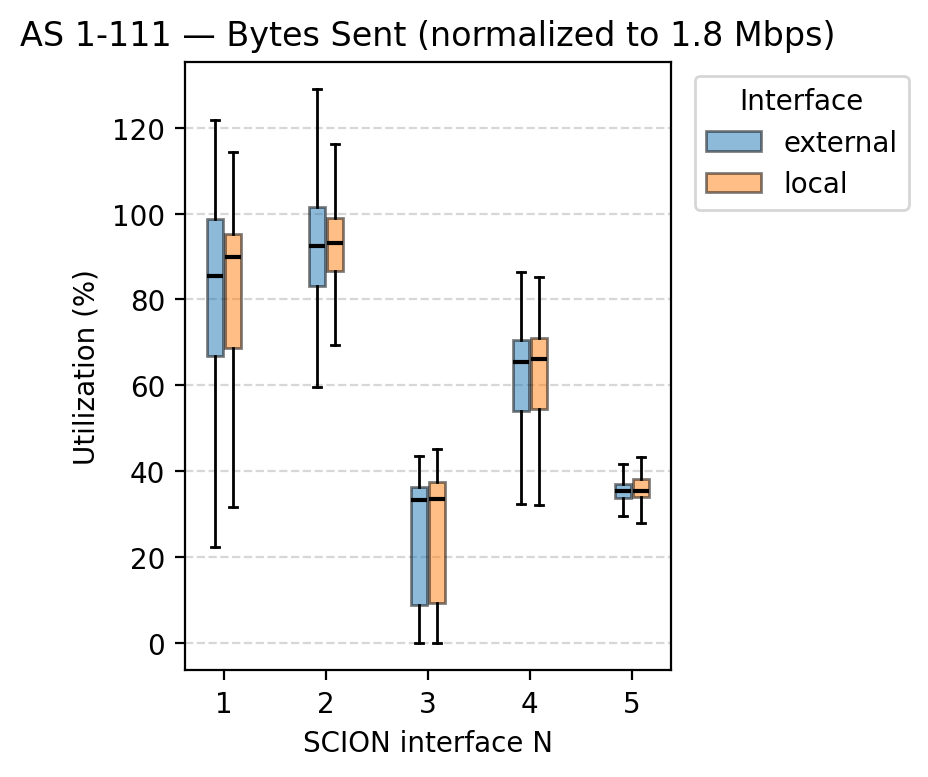 AS 1-111 — Bytes Sent (normalized to 1.8 Mbps)
Interface
external
local
Utilization (%)
120
100
80
60
40
20
0
1 2 3 4 5
SCION interface N